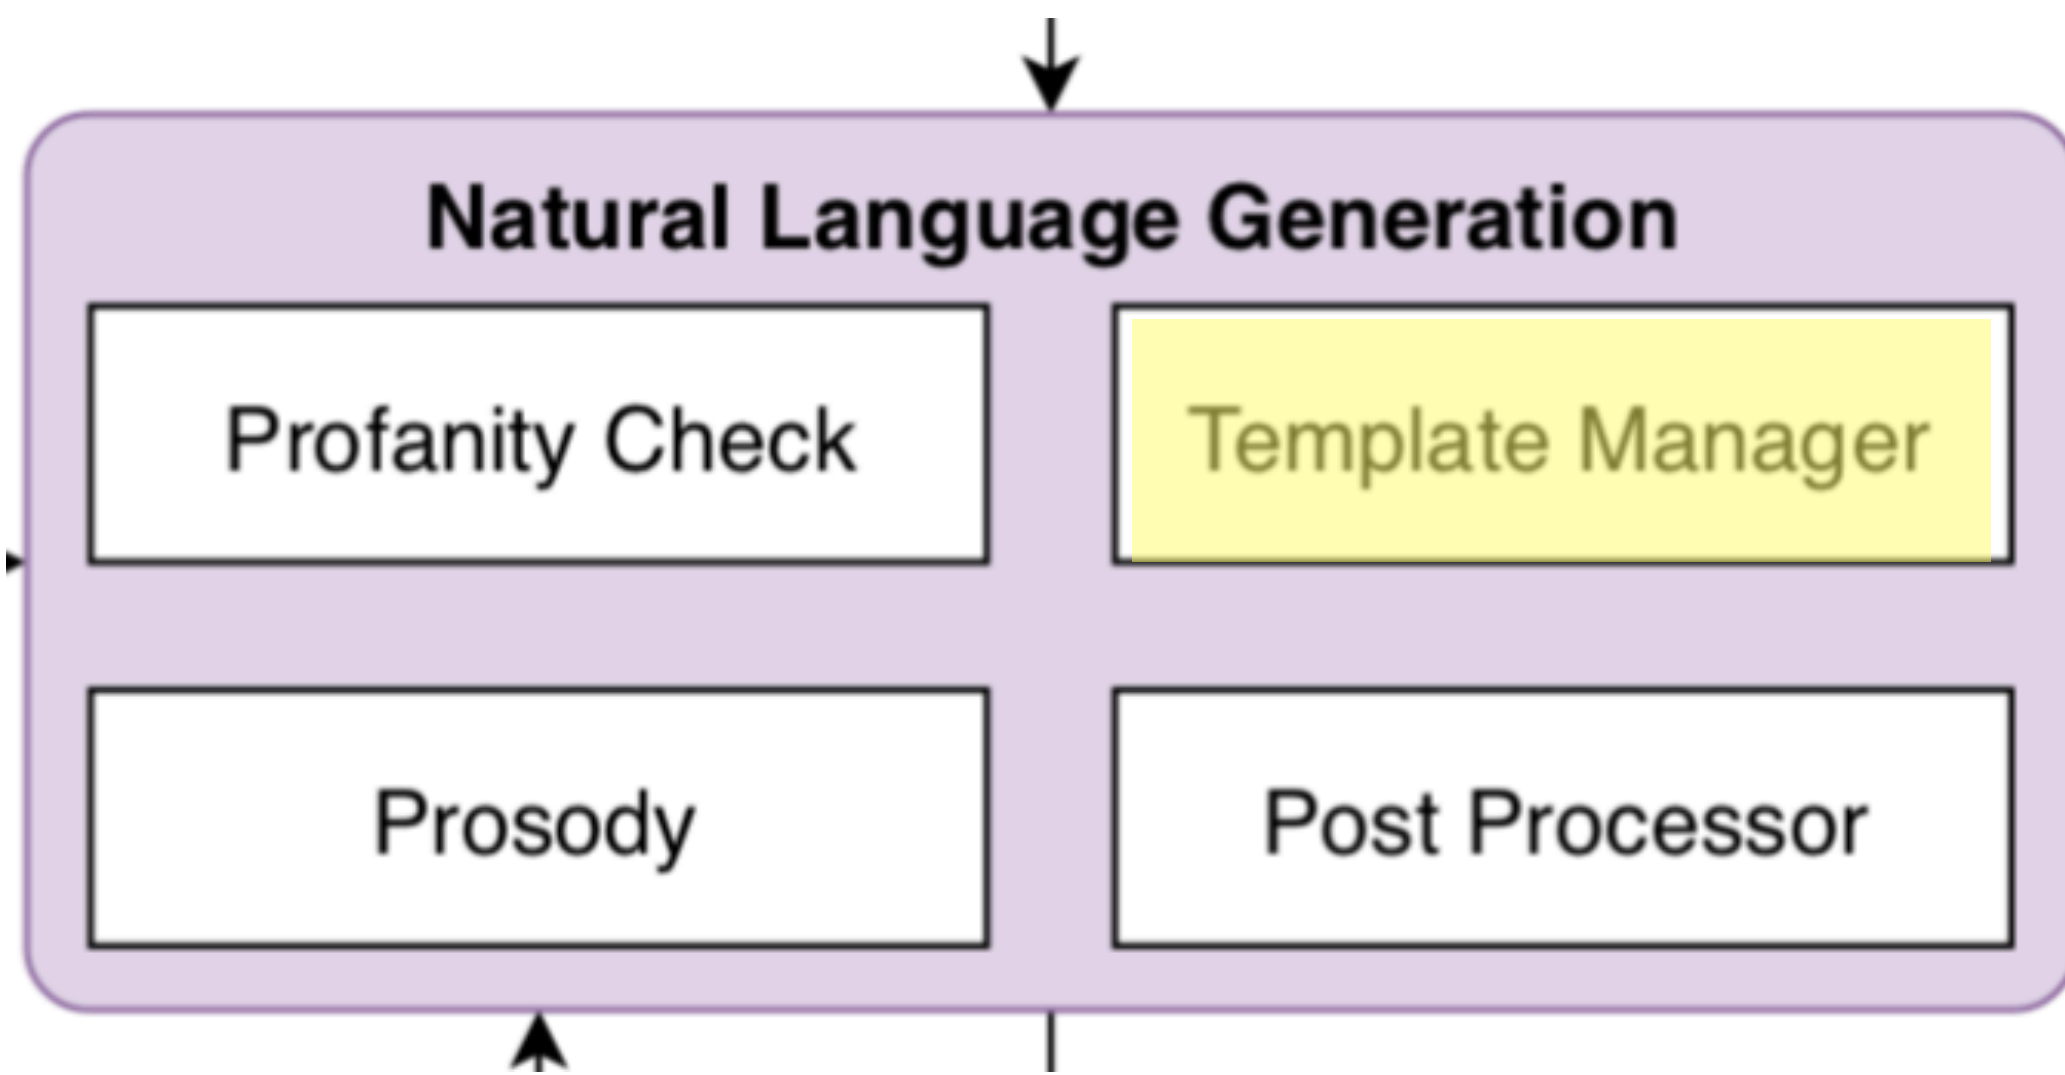 Natural Language Generation
Profanity Check
Template Manager
Prosody
Post Processor